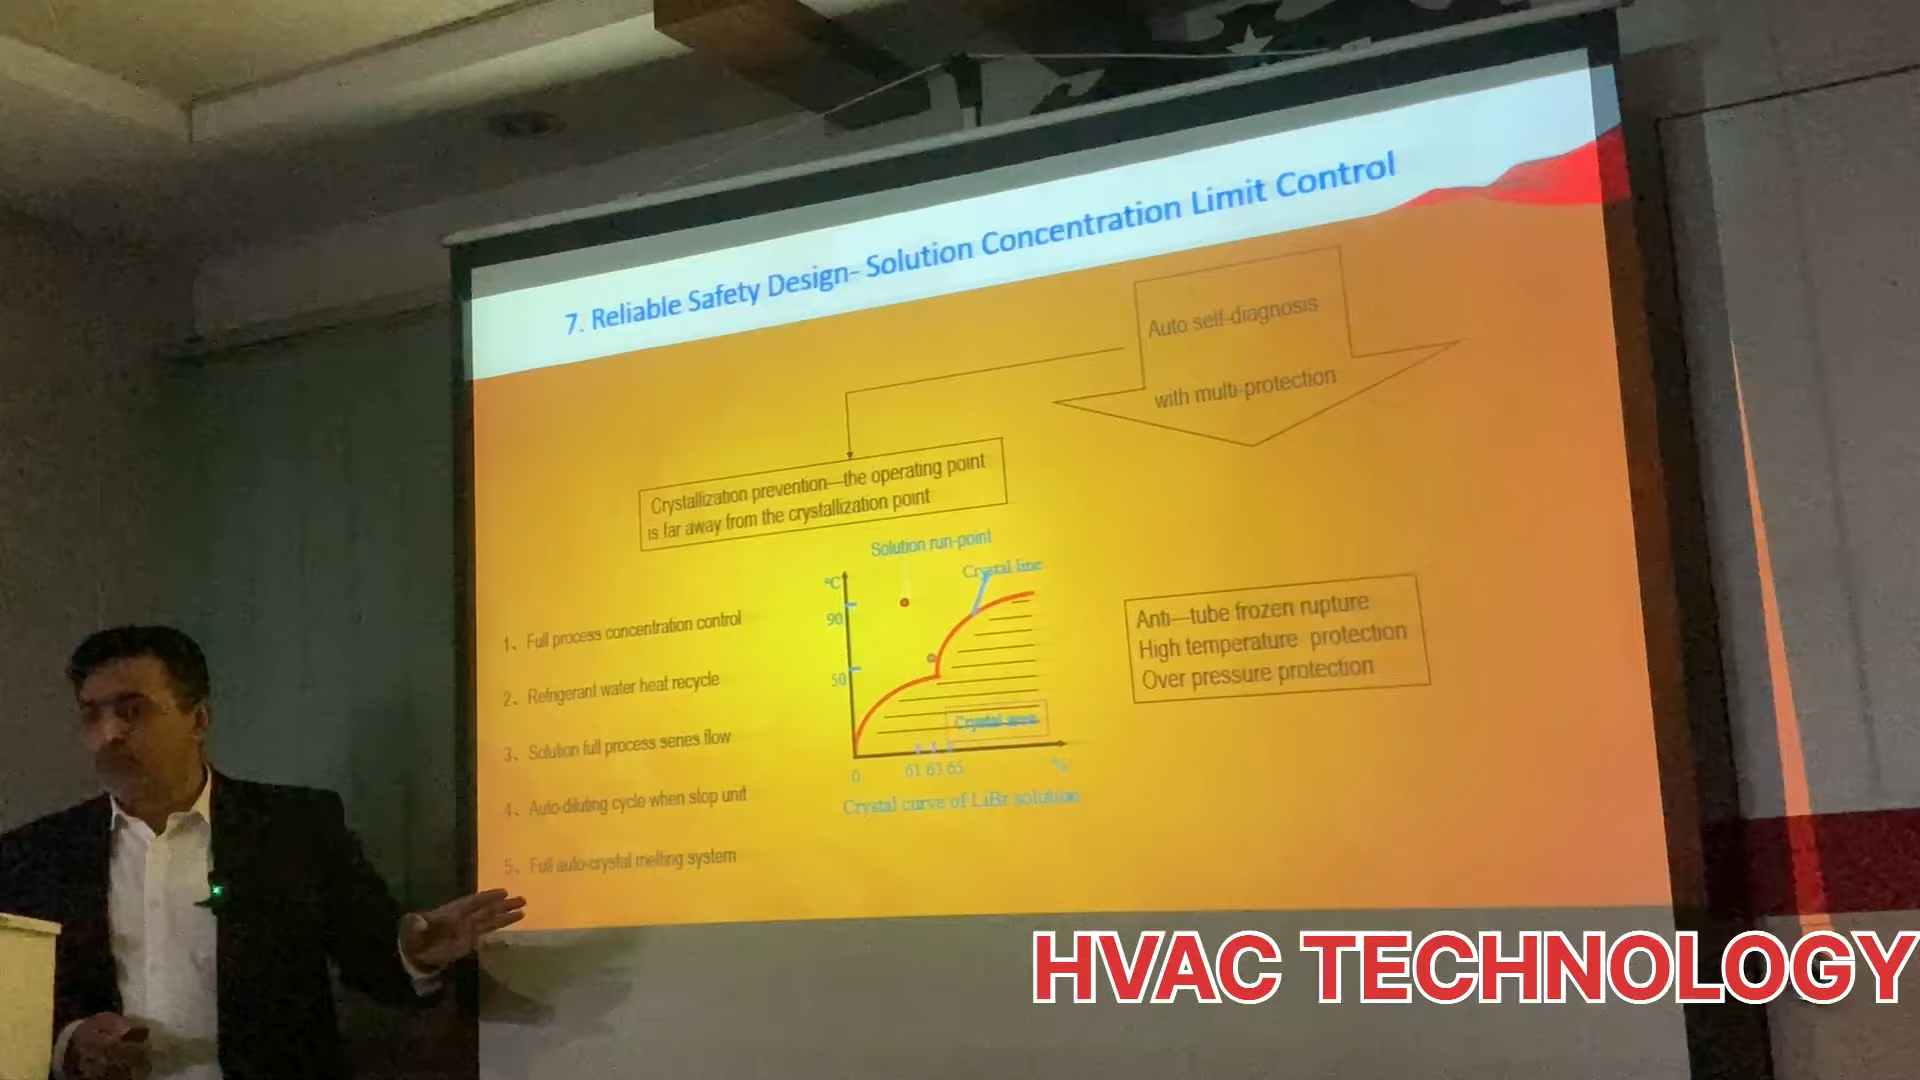 7. Reliable Safety Design- Solution Concentration Limit Control
Auto self-diagnosis
with multi-protection
Crystallization prevention—the operating point
is far away from the crystallization point
Solution run-point
Crystal line
℃
90
50
Crystal area
0
61 63 65
%
Crystal curve of LiBr solution
1、Full process concentration control
2、Refrigerant water heat recycle
3、Solution full process series flow
4、Auto-diluting cycle when stop unit
5、Full auto-crystal melting system
Anti—tube frozen rupture
High temperature protection
Over pressure protection
HVAC TECHNOLOGY